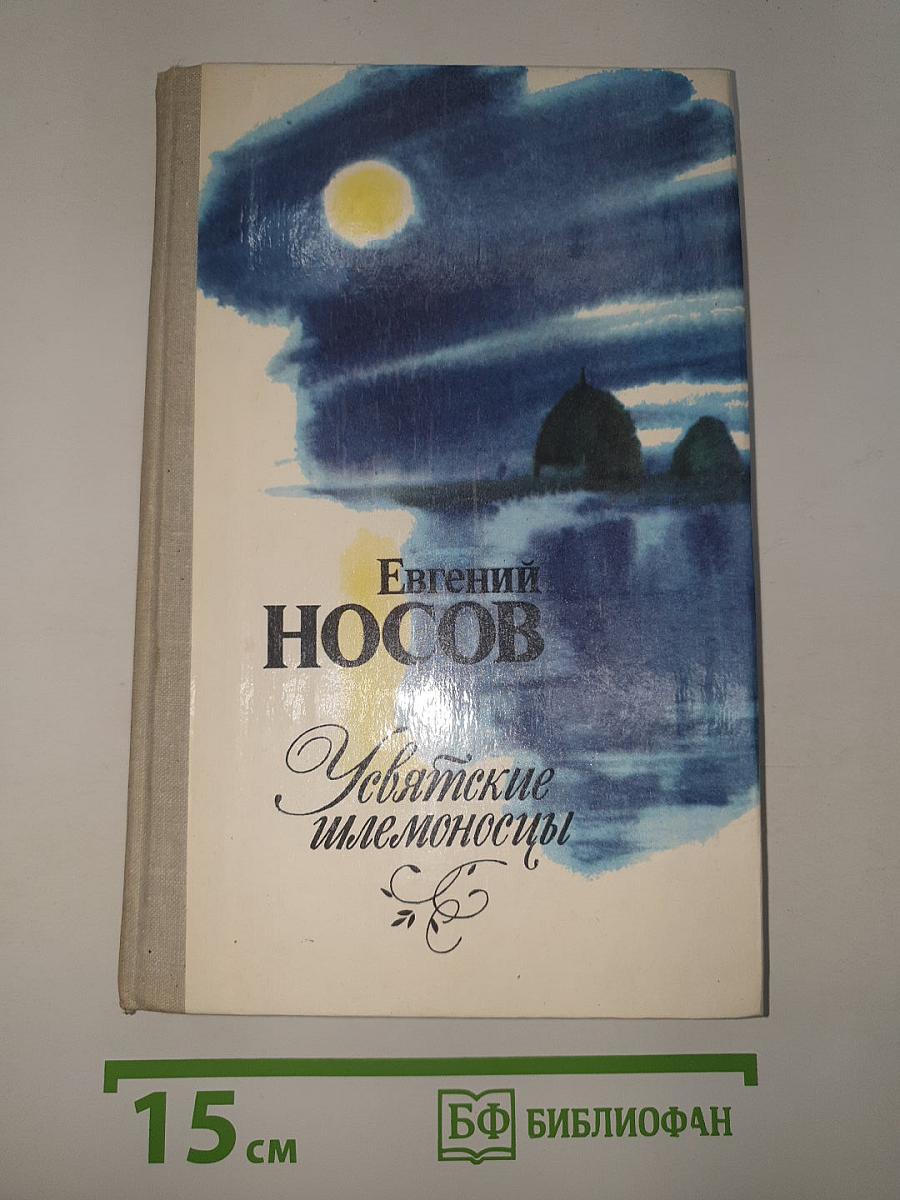 Евгений
НОСОВ
Усвятские
шлемоносцы
15 см
БФ БИБЛИОФАН